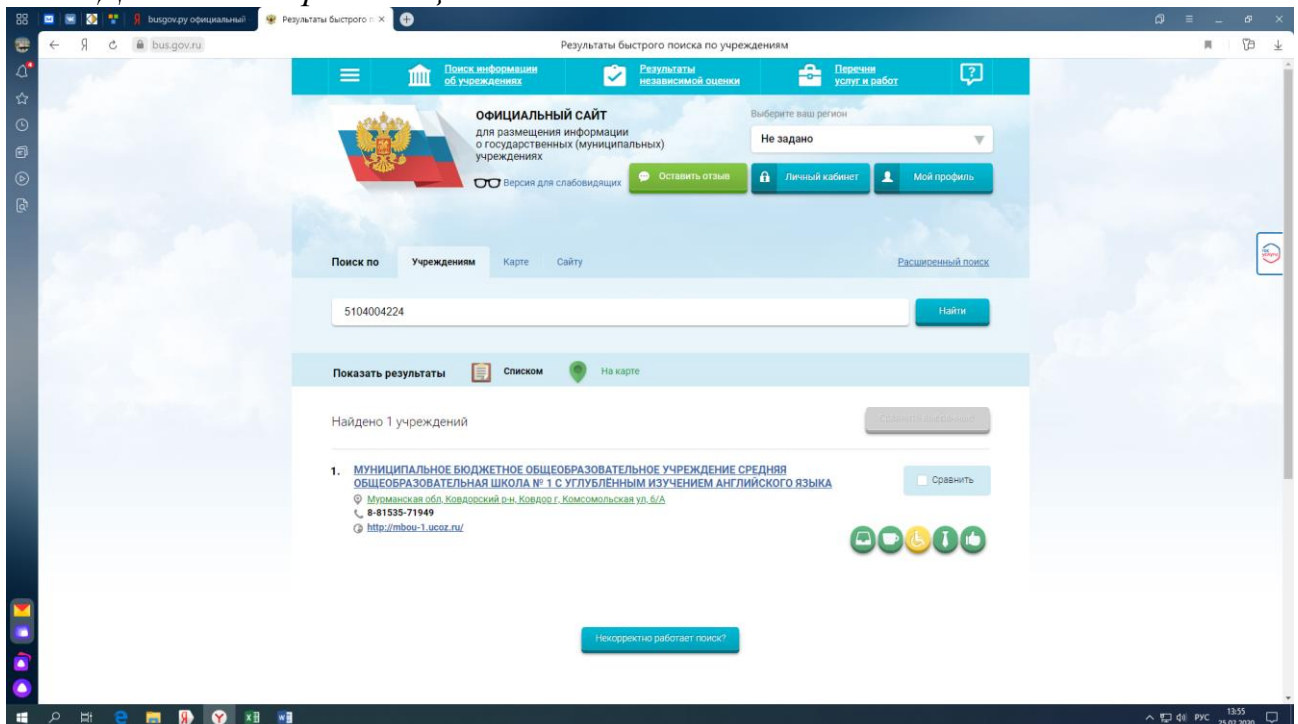 busgov.ру официальный
Результаты быстрого п
bus.gov.ru
Результаты быстрого поиска по учреждениям
Поиск информации
об учреждениях
Результаты
независимой оценки
Перечни
услуг и работ
ОФИЦИАЛЬНЫЙ САЙТ
для размещения информации
о государственных (муниципальных)
учреждениях
Версия для слабовидящих
Оставить отзыв
Выберите ваш регион
Не задано
Личный кабинет
Мой профиль
Поиск по
Учреждениям
Карте
Сайту
Расширенный поиск
5104004224
Найти
Показать результаты
Списком
На карте
Найдено 1 учреждений
1. МУНИЦИПАЛЬНОЕ БЮДЖЕТНОЕ ОБЩЕОБРАЗОВАТЕЛЬНОЕ УЧРЕЖДЕНИЕ СРЕДНЯЯ
ОБЩЕОБРАЗОВАТЕЛЬНАЯ ШКОЛА № 1 С УГЛУБЛЁННЫМ ИЗУЧЕНИЕМ АНГЛИЙСКОГО ЯЗЫКА
Мурманская обл, Ковдорский р-н, Ковдор г, Комсомольская ул, 6/А
8-81535-71949
http://mbou-1.ucoz.ru/
Сравнить
Некорректно работает поиск?
РУС
13:55
25.03.2020